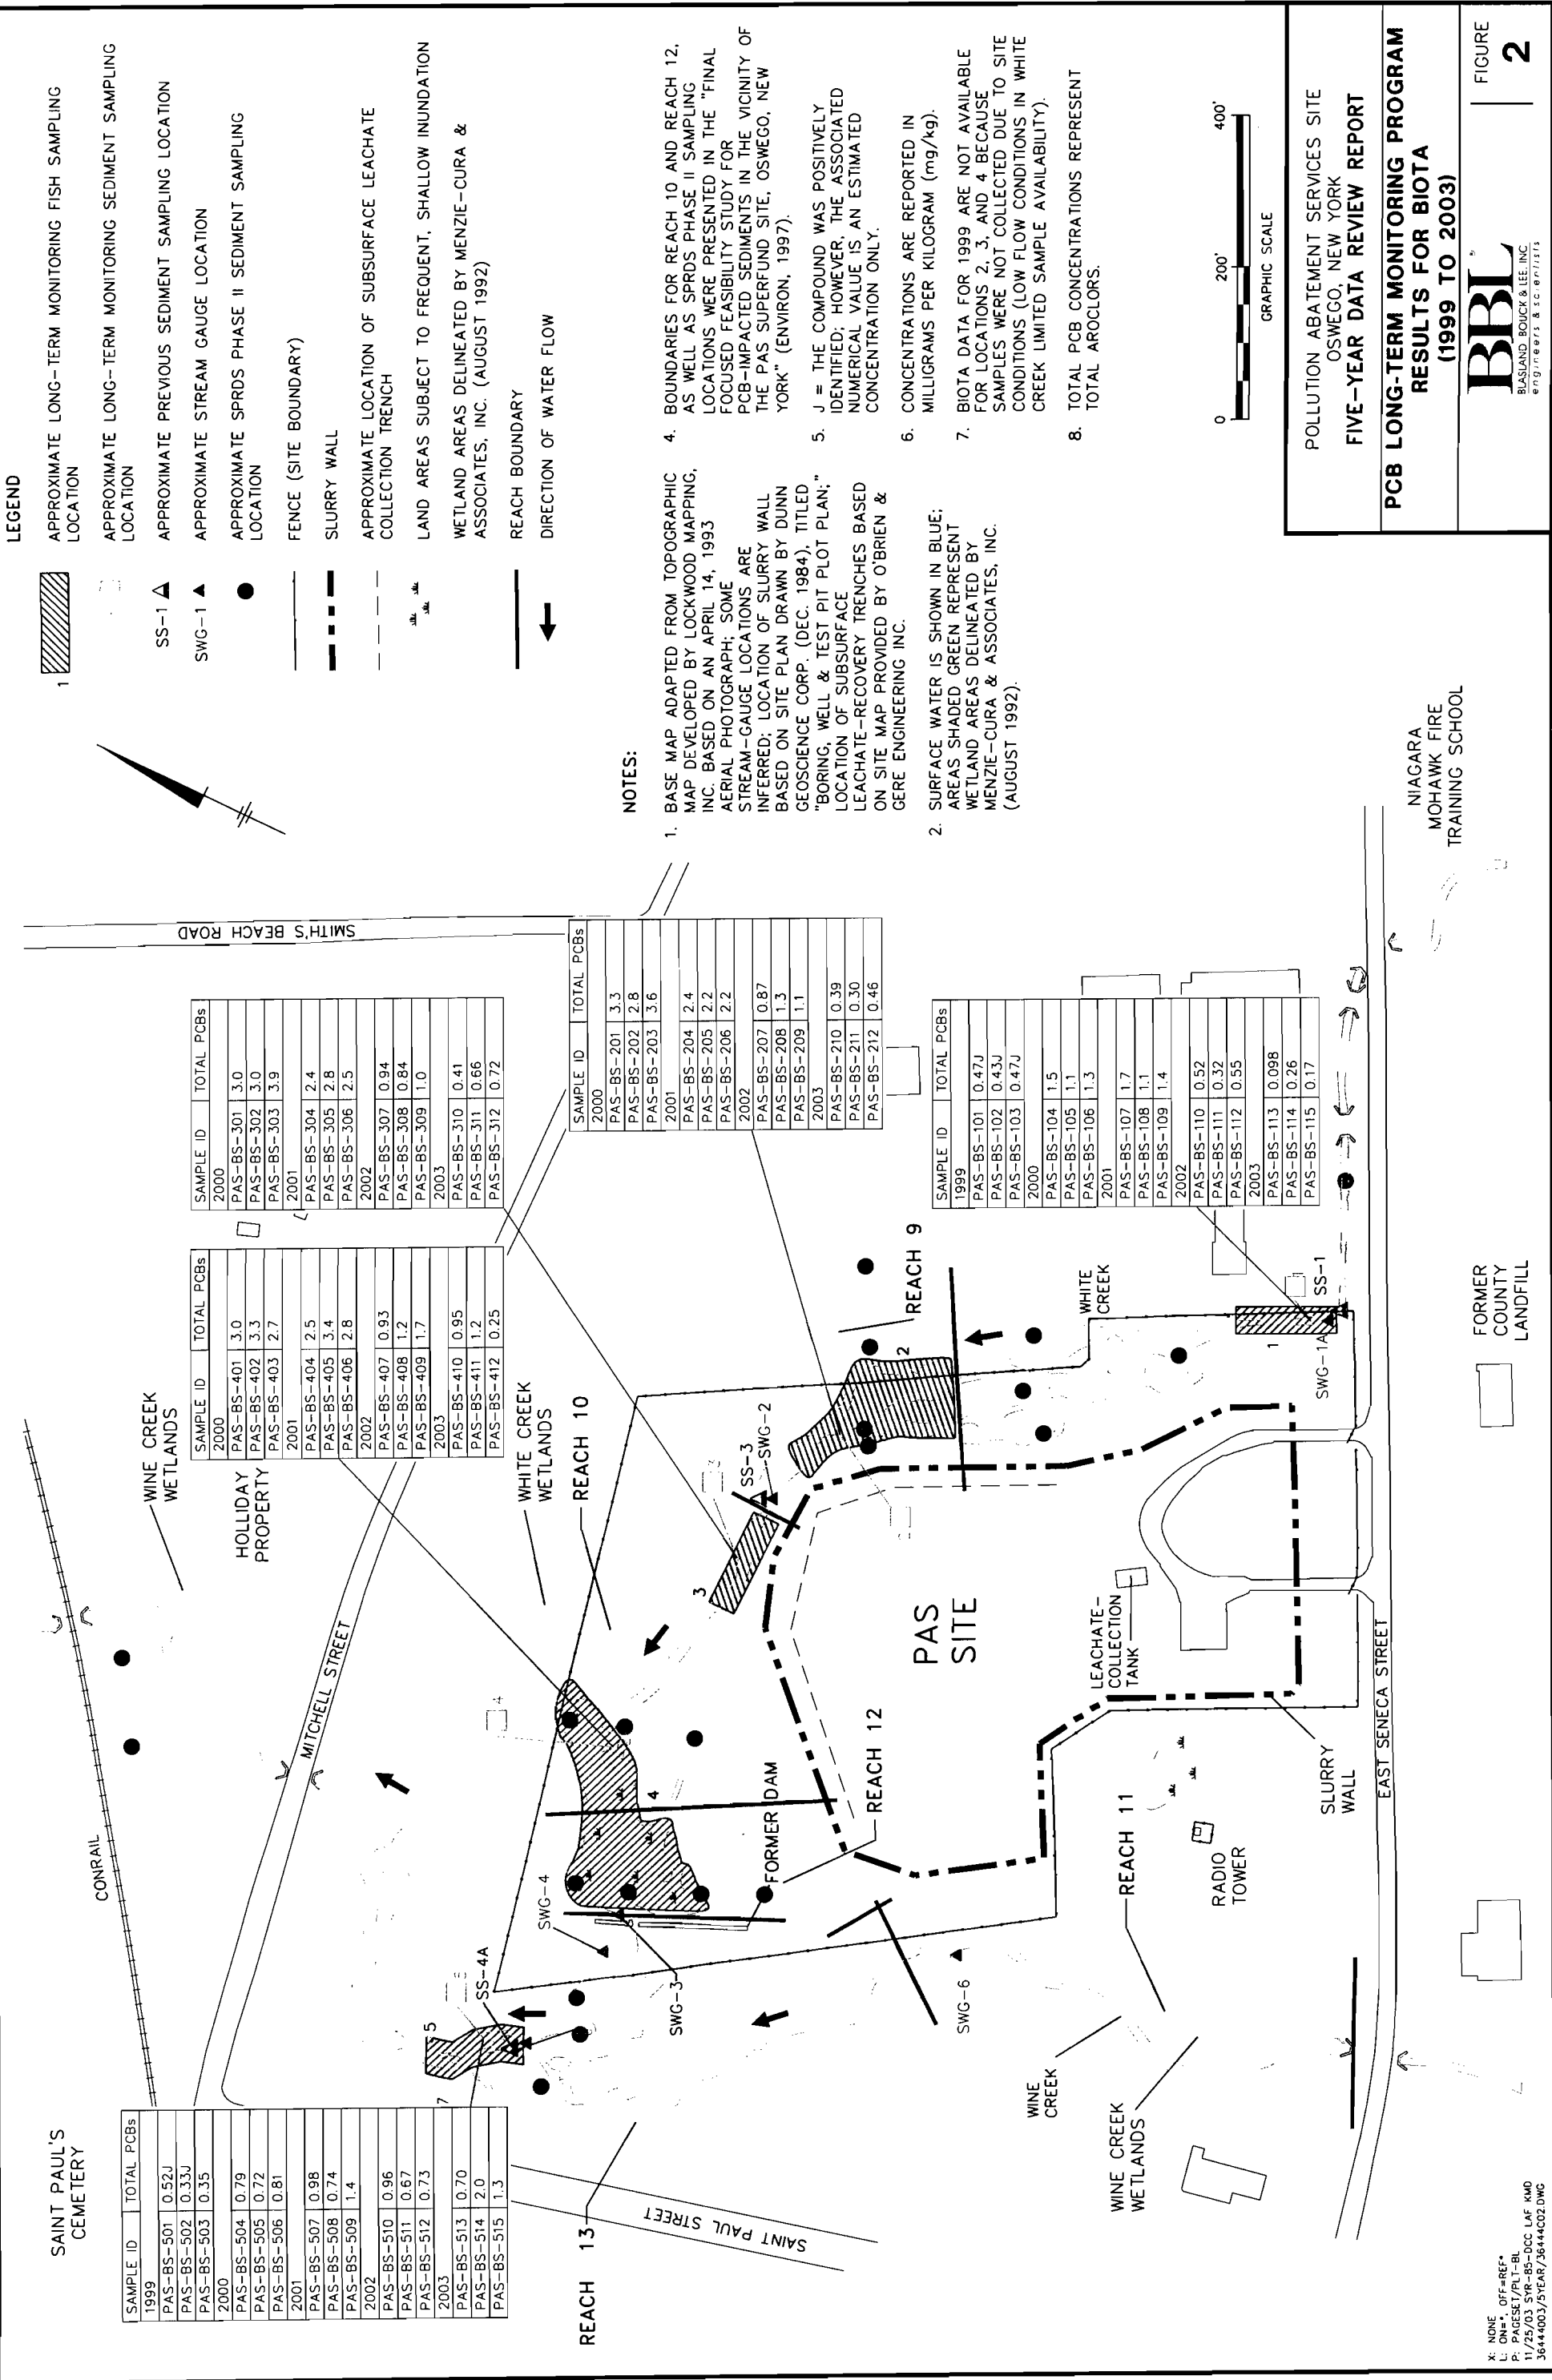 LEGEND
1
APPROXIMATE LONG-TERM MONITORING FISH SAMPLING
LOCATION
APPROXIMATE LONG-TERM MONITORING SEDIMENT SAMPLING
LOCATION
SS-1
APPROXIMATE PREVIOUS SEDIMENT SAMPLING LOCATION
SWG-1
APPROXIMATE STREAM GAUGE LOCATION
APPROXIMATE SPRDS PHASE II SEDIMENT SAMPLING
LOCATION
FENCE (SITE BOUNDARY)
SLURRY WALL
APPROXIMATE LOCATION OF SUBSURFACE LEACHATE
COLLECTION TRENCH
LAND AREAS SUBJECT TO FREQUENT, SHALLOW INUNDATION
WETLAND AREAS DELINEATED BY MENZIE-CURA &
ASSOCIATES, INC. (AUGUST 1992)
REACH BOUNDARY
DIRECTION OF WATER FLOW
NOTES:
1. BASE MAP ADAPTED FROM TOPOGRAPHIC
MAP DEVELOPED BY LOCKWOOD MAPPING,
INC. BASED ON AN APRIL 14, 1993
AERIAL PHOTOGRAPH; SOME
STREAM-GAUGE LOCATIONS ARE
INFERRED; LOCATION OF SLURRY WALL
BASED ON SITE PLAN DRAWN BY DUNN
GEOSCIENCE CORP. (DEC. 1984), TITLED
"BORING, WELL & TEST PIT PLOT PLAN;"
LOCATION OF SUBSURFACE
LEACHATE-RECOVERY TRENCHES BASED
ON SITE MAP PROVIDED BY O'BRIEN &
GERE ENGINEERING INC.
2. SURFACE WATER IS SHOWN IN BLUE;
AREAS SHADED GREEN REPRESENT
WETLAND AREAS DELINEATED BY
MENZIE-CURA & ASSOCIATES, INC.
(AUGUST 1992).
4. BOUNDARIES FOR REACH 10 AND REACH 12,
AS WELL AS SPRDS PHASE II SAMPLING
LOCATIONS WERE PRESENTED IN THE "FINAL
FOCUSED FEASIBILITY STUDY FOR
PCB-IMPACTED SEDIMENTS IN THE VICINITY OF
THE PAS SUPERFUND SITE, OSWEGO, NEW
YORK" (ENVIRON, 1997).
5. J = THE COMPOUND WAS POSITIVELY
IDENTIFIED; HOWEVER, THE ASSOCIATED
NUMERICAL VALUE IS AN ESTIMATED
CONCENTRATION ONLY.
6. CONCENTRATIONS ARE REPORTED IN
MILLIGRAMS PER KILOGRAM (mg/kg).
7. BIOTA DATA FOR 1999 ARE NOT AVAILABLE
FOR LOCATIONS 2, 3, AND 4 BECAUSE
SAMPLES WERE NOT COLLECTED DUE TO SITE
CONDITIONS (LOW FLOW CONDITIONS IN WHITE
CREEK LIMITED SAMPLE AVAILABILITY).
8. TOTAL PCB CONCENTRATIONS REPRESENT
TOTAL AROCLORS.
0 200' 400'
GRAPHIC SCALE
POLLUTION ABATEMENT SERVICES SITE
OSWEGO, NEW YORK
FIVE-YEAR DATA REVIEW REPORT
PCB LONG-TERM MONITORING PROGRAM
RESULTS FOR BIOTA
(1999 TO 2003)
BBL
BLASLAND, BOUCK & LEE, INC.
engineers & scientists
FIGURE
2
SAINT PAUL'S
CEMETERY
SAMPLE ID TOTAL PCBs
1999
PAS-BS-501 0.52J
PAS-BS-502 0.33J
PAS-BS-503 0.35
2000
PAS-BS-504 0.79
PAS-BS-505 0.72
PAS-BS-506 0.81
2001
PAS-BS-507 0.98
PAS-BS-508 0.74
PAS-BS-509 1.4
2002
PAS-BS-510 0.96
PAS-BS-511 0.67
PAS-BS-512 0.73
2003
PAS-BS-513 0.70
PAS-BS-514 2.0
PAS-BS-515 1.3
SAMPLE ID TOTAL PCBs
2000
PAS-BS-401 3.0
PAS-BS-402 3.3
PAS-BS-403 2.7
2001
PAS-BS-404 2.5
PAS-BS-405 3.4
PAS-BS-406 2.8
2002
PAS-BS-407 0.93
PAS-BS-408 1.2
PAS-BS-409 1.7
2003
PAS-BS-410 0.95
PAS-BS-411 1.2
PAS-BS-412 0.25
SAMPLE ID TOTAL PCBs
2000
PAS-BS-301 3.0
PAS-BS-302 3.0
PAS-BS-303 3.9
2001
PAS-BS-304 2.4
PAS-BS-305 2.8
PAS-BS-306 2.5
2002
PAS-BS-307 0.94
PAS-BS-308 0.84
PAS-BS-309 1.0
2003
PAS-BS-310 0.41
PAS-BS-311 0.66
PAS-BS-312 0.72
SAMPLE ID TOTAL PCBs
2000
PAS-BS-201 3.3
PAS-BS-202 2.8
PAS-BS-203 3.6
2001
PAS-BS-204 2.4
PAS-BS-205 2.2
PAS-BS-206 2.2
2002
PAS-BS-207 0.87
PAS-BS-208 1.3
PAS-BS-209 1.1
2003
PAS-BS-210 0.39
PAS-BS-211 0.30
PAS-BS-212 0.46
SAMPLE ID TOTAL PCBs
1999
PAS-BS-101 0.47J
PAS-BS-102 0.43J
PAS-BS-103 0.47J
2000
PAS-BS-104 1.5
PAS-BS-105 1.1
PAS-BS-106 1.3
2001
PAS-BS-107 1.7
PAS-BS-108 1.1
PAS-BS-109 1.4
2002
PAS-BS-110 0.52
PAS-BS-111 0.32
PAS-BS-112 0.55
2003
PAS-BS-113 0.098
PAS-BS-114 0.26
PAS-BS-115 0.17
CONRAIL
WINE CREEK
WETLANDS
HOLLIDAY
PROPERTY
MITCHELL STREET
SMITH'S BEACH ROAD
WHITE CREEK
WETLANDS
REACH 10
REACH 9
WHITE
CREEK
SS-3
SWG-2
2
3
4
4
5
7
SS-4A
SWG-4
SWG-3
SWG-6
FORMER DAM
REACH 12
REACH 13
SAINT PAUL STREET
PAS
SITE
LEACHATE-
COLLECTION
TANK
REACH 11
RADIO
TOWER
SLURRY
WALL
WINE
CREEK
WINE CREEK
WETLANDS
EAST SENECA STREET
1
SWG-1A
SS-1
FORMER
COUNTY
LANDFILL
NIAGARA
MOHAWK FIRE
TRAINING SCHOOL
X: NONE
L: ON=*, OFF=REF*
P: PAGESET/PLT-BL
11/25/03 SYR-85-DCC LAF KMD
36444003/5YEAR/36444C02.DWG